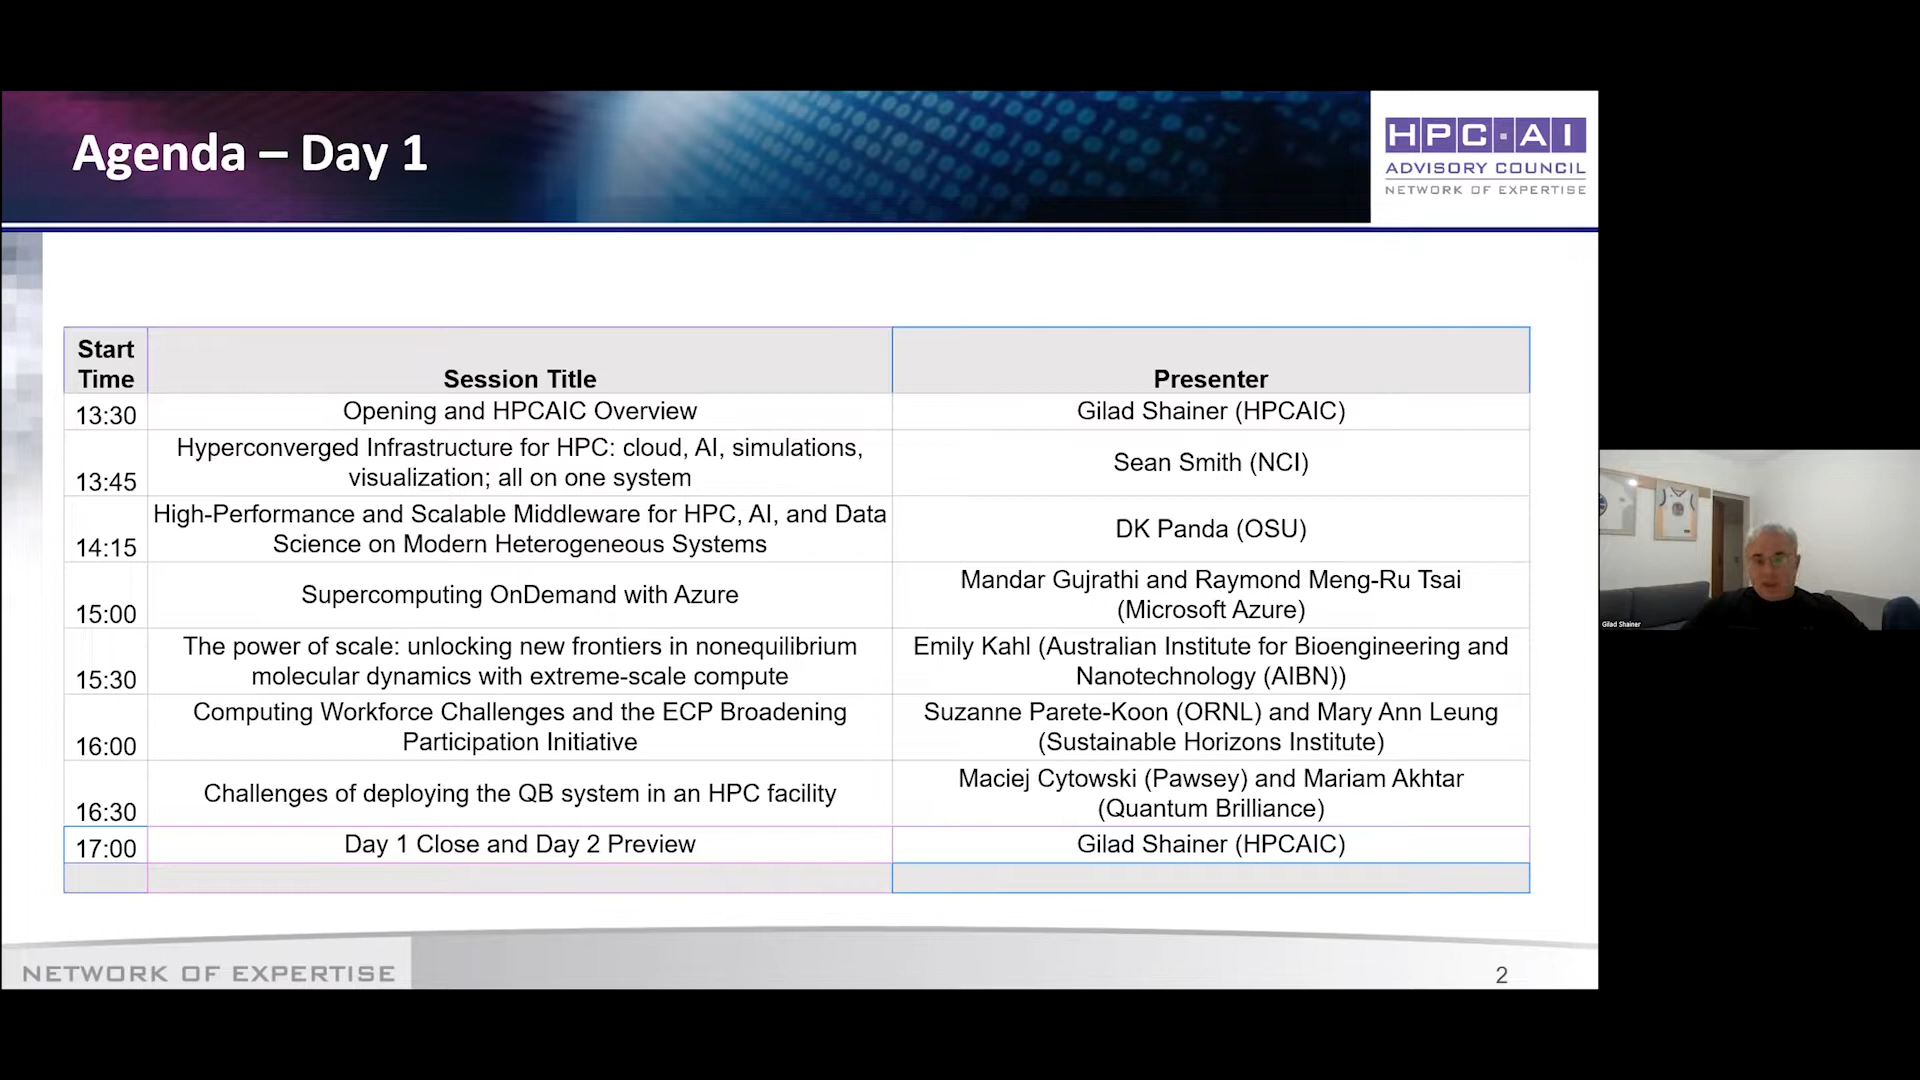 Agenda – Day 1
HPC·AI
ADVISORY COUNCIL
NETWORK OF EXPERTISE
Start
Time
Session Title
Presenter
13:30
Opening and HPCAIC Overview
Gilad Shainer (HPCAIC)
13:45
Hyperconverged Infrastructure for HPC: cloud, AI, simulations,
visualization; all on one system
Sean Smith (NCI)
14:15
High-Performance and Scalable Middleware for HPC, AI, and Data
Science on Modern Heterogeneous Systems
DK Panda (OSU)
15:00
Supercomputing OnDemand with Azure
Mandar Gujrathi and Raymond Meng-Ru Tsai
(Microsoft Azure)
15:30
The power of scale: unlocking new frontiers in nonequilibrium
molecular dynamics with extreme-scale compute
Emily Kahl (Australian Institute for Bioengineering and
Nanotechnology (AIBN))
16:00
Computing Workforce Challenges and the ECP Broadening
Participation Initiative
Suzanne Parete-Koon (ORNL) and Mary Ann Leung
(Sustainable Horizons Institute)
16:30
Challenges of deploying the QB system in an HPC facility
Maciej Cytowski (Pawsey) and Mariam Akhtar
(Quantum Brilliance)
17:00
Day 1 Close and Day 2 Preview
Gilad Shainer (HPCAIC)
NETWORK OF EXPERTISE
2
Gilad Shainer